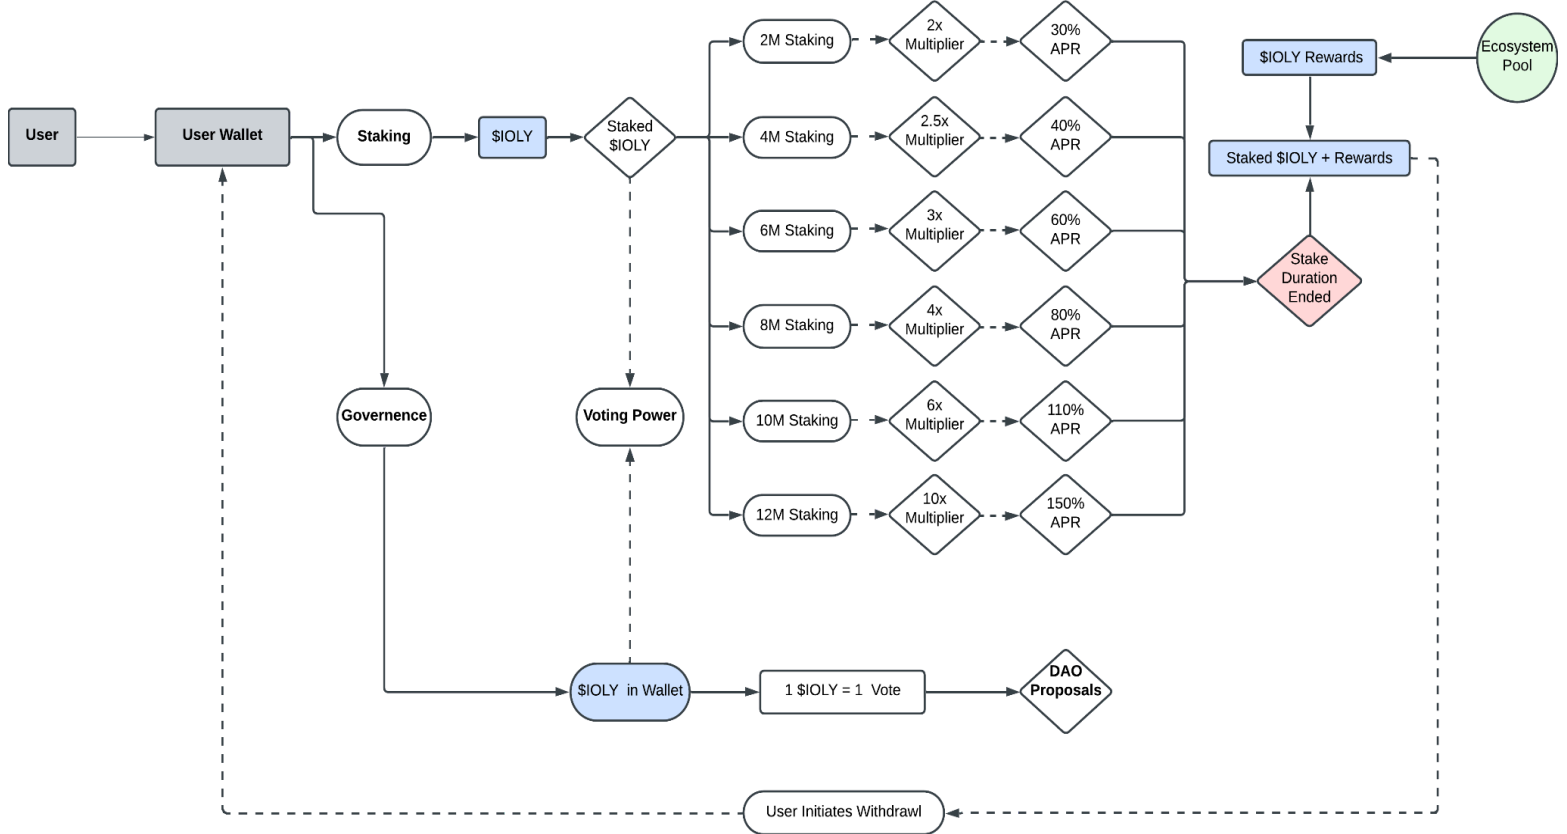 User
User Wallet
Staking
$IOLY
Staked
$IOLY
2M Staking
2x
Multiplier
30%
APR
4M Staking
2.5x
Multiplier
40%
APR
6M Staking
3x
Multiplier
60%
APR
8M Staking
4x
Multiplier
80%
APR
10M Staking
6x
Multiplier
110%
APR
12M Staking
10x
Multiplier
150%
APR
$IOLY Rewards
Ecosystem
Pool
Staked $IOLY + Rewards
Stake
Duration
Ended
Governence
Voting Power
$IOLY in Wallet
1 $IOLY = 1 Vote
DAO
Proposals
User Initiates Withdrawl